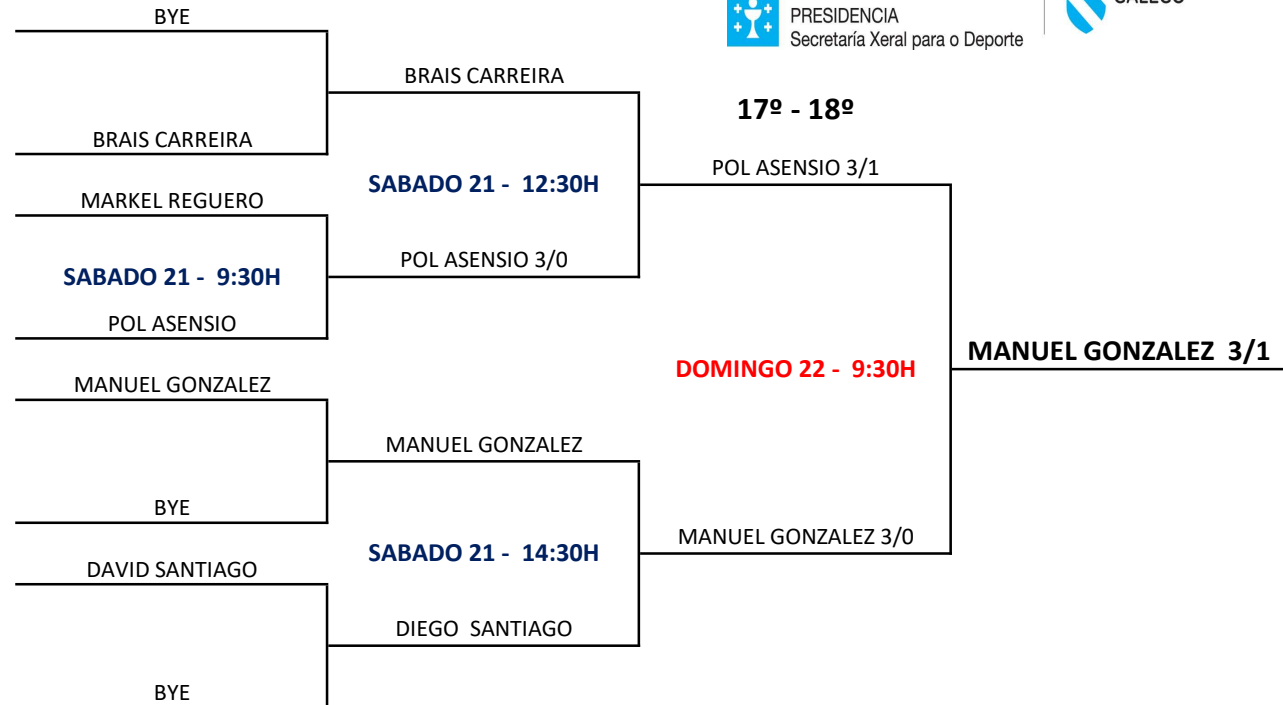 BYE
PRESIDENCIA
Secretaría Xeral para o Deporte
BRAIS CARREIRA
17º - 18º
BRAIS CARREIRA
POL ASENSIO 3/1
SABADO 21 - 12:30H
MARKEL REGUERO
POL ASENSIO 3/0
SABADO 21 - 9:30H
POL ASENSIO
MANUEL GONZALEZ 3/1
DOMINGO 22 - 9:30H
MANUEL GONZALEZ
MANUEL GONZALEZ
BYE
MANUEL GONZALEZ 3/0
SABADO 21 - 14:30H
DAVID SANTIAGO
DIEGO SANTIAGO
BYE